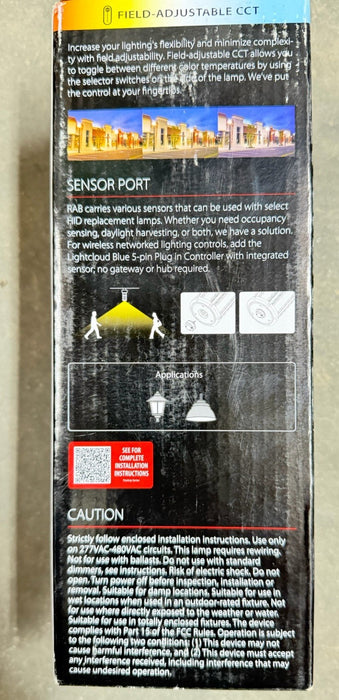 FIELD-ADJUSTABLE CCT
Increase your lighting's flexibility and minimize complexi-
ty with field adjustability. Field-adjustable CCT allows you
to toggle between different color temperatures by using
the selector switches on the side of the lamp. We've put
the control at your fingertips.
SENSOR PORT
RAB carries various sensors that can be used with select
HID replacement lamps. Whether you need occupancy
sensing, daylight harvesting, or both, we have a solution.
For wireless networked lighting controls, add the
Lightcloud Blue 5-pin Plug in Controller with integrated
sensor, no gateway or hub required.
Applications
SEE FOR
COMPLETE
INSTALLATION
INSTRUCTIONS
CAUTION
Strictly follow enclosed installation instructions. Use only
on 277VAC-480VAC circuits. This lamp requires rewiring.
Not for use with ballasts. Do not use with standard
dimmers, see instructions. Risk of electric shock. Do not
open. Turn power off before inspection, installation or
removal. Suitable for damp locations. Suitable for use in
wet locations when used in an outdoor-rated fixture. Not
for use where directly exposed to the weather or water.
Suitable for use in totally enclosed fixtures. The device
complies with Part 15 of the FCC Rules. Operation is subject
to the following two conditions: (1) This device may not
cause harmful interference, and (2) This device must accept
any interference received, including interference that may
cause undesired operation.